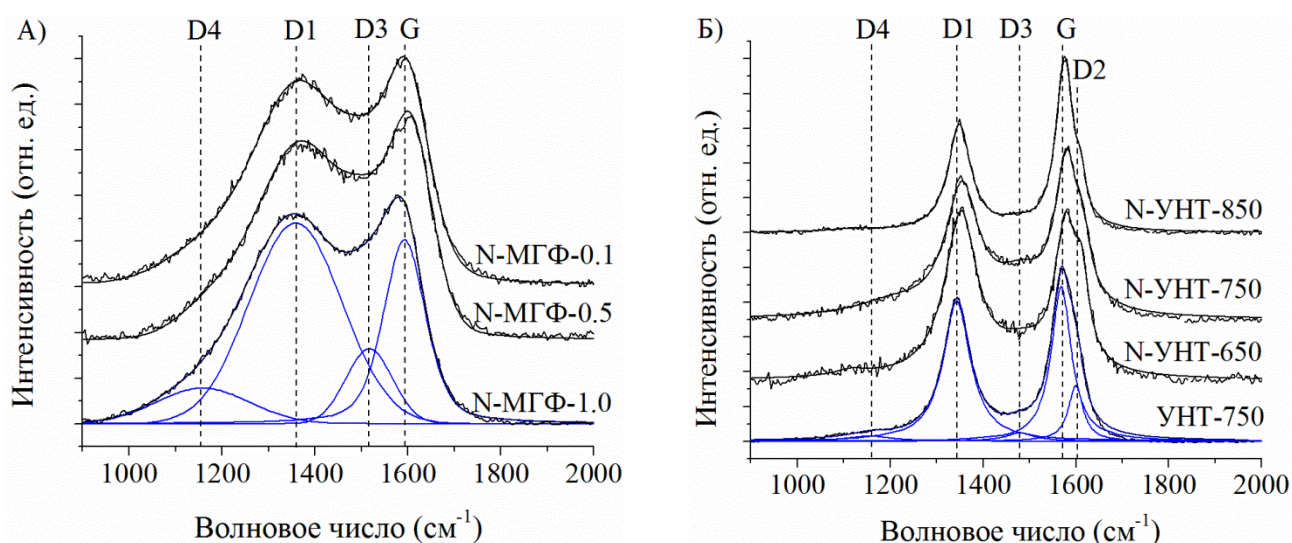 А)
D4 D1 D3 G
Интенсивность (отн. ед.)
N-МГФ-0.1
N-МГФ-0.5
N-МГФ-1.0
1000 1200 1400 1600 1800 2000
Волновое число (см⁻¹)
Б)
D4 D1 D3 G
D2
Интенсивность (отн. ед.)
N-УНТ-850
N-УНТ-750
N-УНТ-650
УНТ-750
1000 1200 1400 1600 1800 2000
Волновое число (см⁻¹)